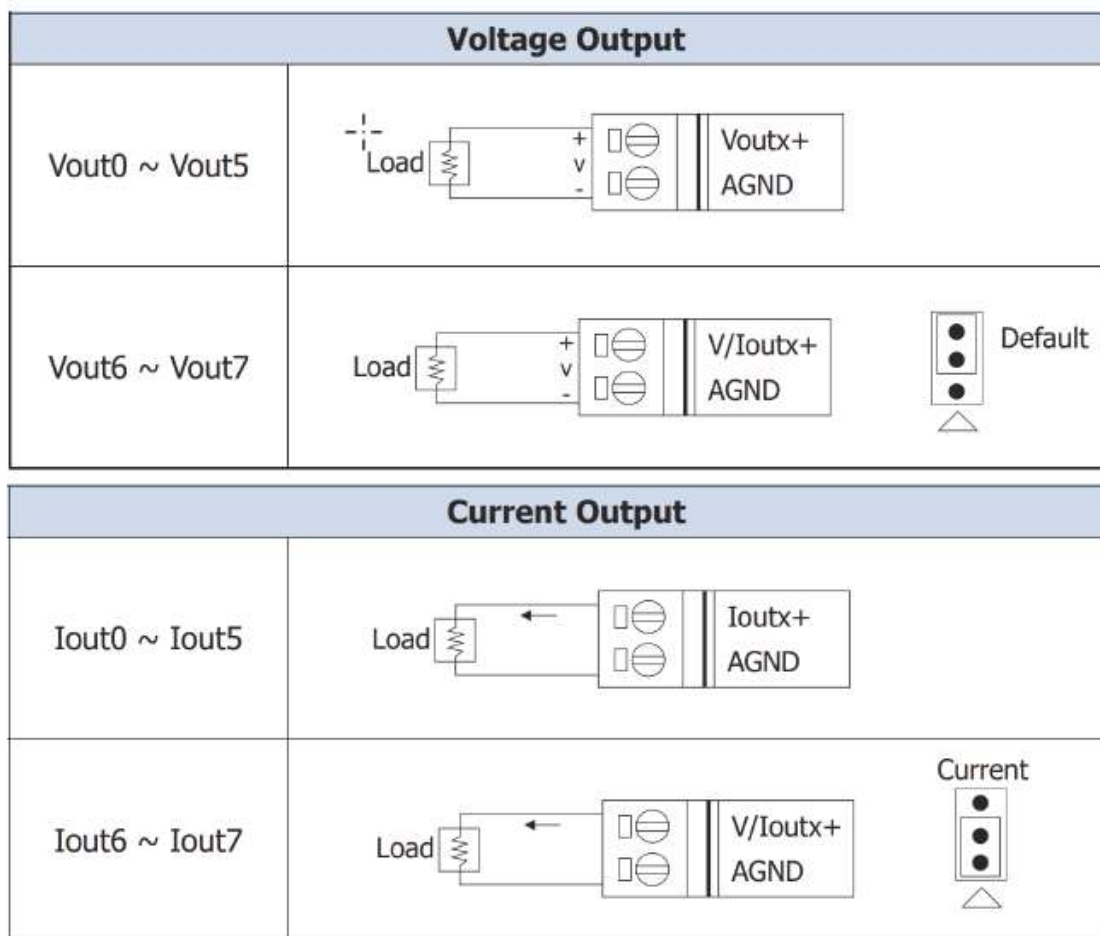 Voltage Output
Vout0 ~ Vout5
Load
+
v
-
Voutx+
AGND
Vout6 ~ Vout7
Load
+
v
-
V/Ioutx+
AGND
Default
Current Output
Iout0 ~ Iout5
Load
Ioutx+
AGND
Iout6 ~ Iout7
Load
V/Ioutx+
AGND
Current